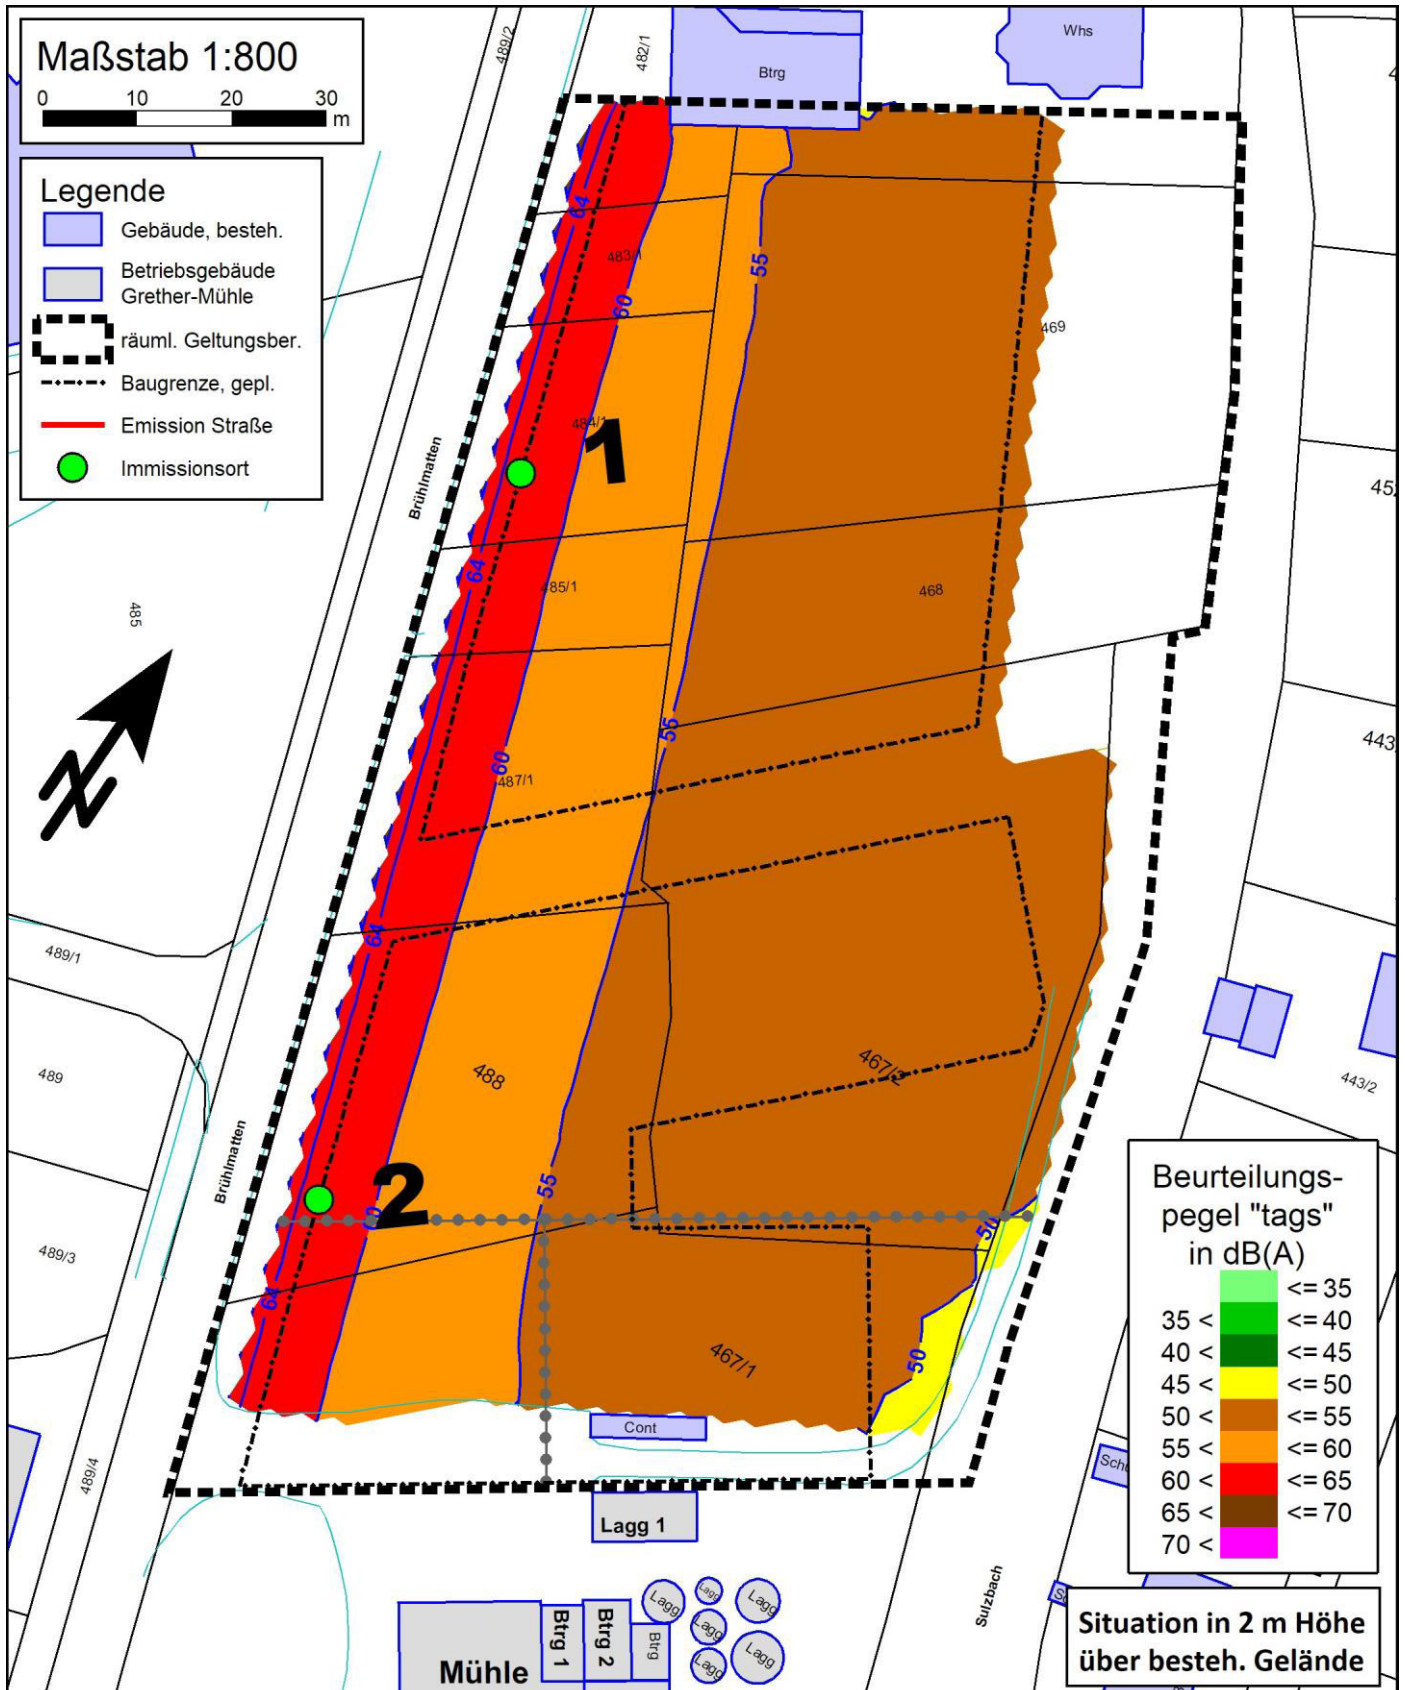 Maßstab 1:800
0 10 20 30
m
Legende
Gebäude, besteh.
Betriebsgebäude
Grether-Mühle
räuml. Geltungsber.
Baugrenze, gepl.
Emission Straße
Immissionsort
489/2
482/1
Btrg
Whs
64
483/1
60
55
469
484/1
1
Brühlmatten
45
64
485/1
468
485
55
443
60
487/1
64
489/1
488
467/2
489
443/2
Brühlmatten
2
55
60
50
489/3
64
467/1
50
Cont
489/4
Lagg 1
Sulzbach
Lagg
Lagg
Lagg
Lagg
Lagg
Lagg
Btrg 1
Btrg 2
Btrg
Mühle
Beurteilungs-
pegel "tags"
in dB(A)
<= 35
35 < <= 40
40 < <= 45
45 < <= 50
50 < <= 55
55 < <= 60
60 < <= 65
65 < <= 70
70 <
Situation in 2 m Höhe
über besteh. Gelände